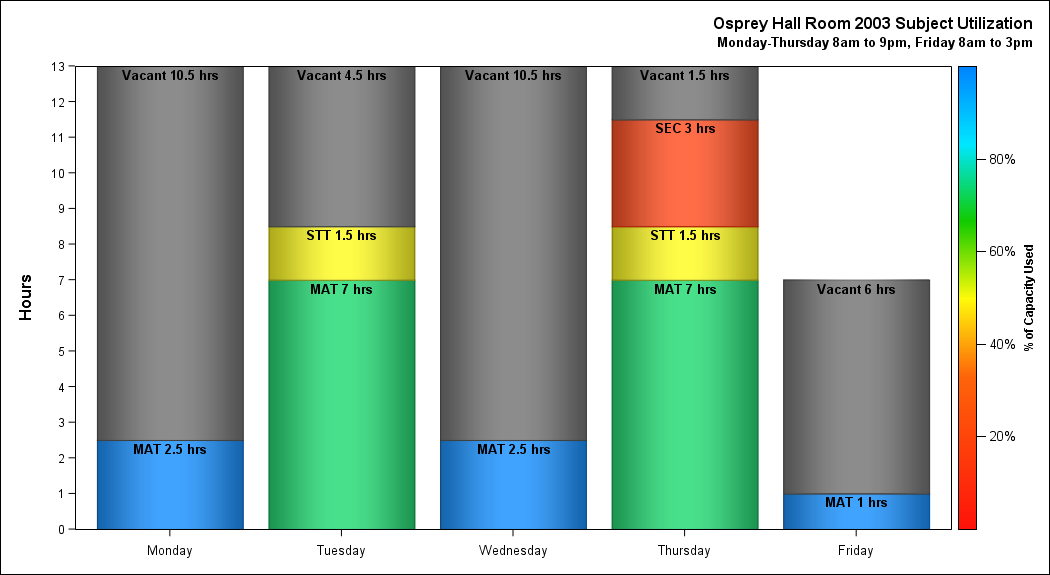 Osprey Hall Room 2003 Subject Utilization
Monday-Thursday 8am to 9pm, Friday 8am to 3pm
Hours
13
12
11
10
9
8
7
6
5
4
3
2
1
0
Vacant 10.5 hrs
MAT 2.5 hrs
Vacant 4.5 hrs
STT 1.5 hrs
MAT 7 hrs
Vacant 10.5 hrs
MAT 2.5 hrs
Vacant 1.5 hrs
SEC 3 hrs
STT 1.5 hrs
MAT 7 hrs
Vacant 6 hrs
MAT 1 hrs
Monday
Tuesday
Wednesday
Thursday
Friday
80%
60%
40%
20%
% of Capacity Used